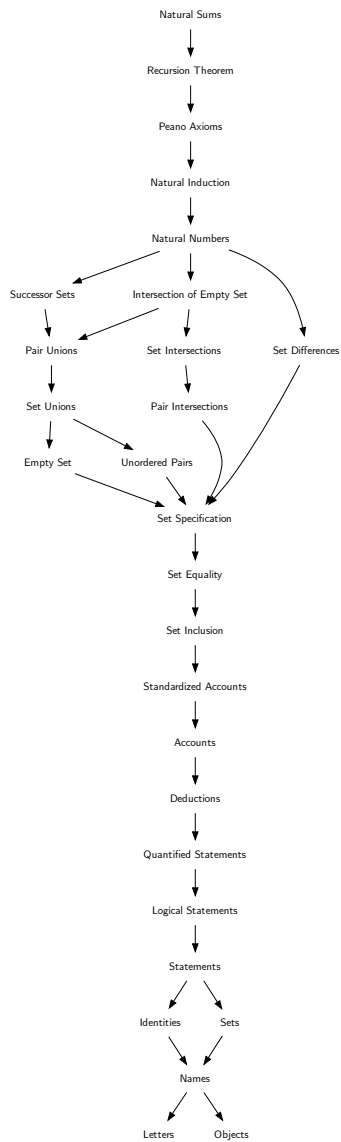 Natural Sums
Recursion Theorem
Peano Axioms
Natural Induction
Natural Numbers
Successor Sets
Intersection of Empty Set
Pair Unions
Set Intersections
Set Differences
Set Unions
Pair Intersections
Empty Set
Unordered Pairs
Set Specification
Set Equality
Set Inclusion
Standardized Accounts
Accounts
Deductions
Quantified Statements
Logical Statements
Statements
Identities
Sets
Names
Letters
Objects